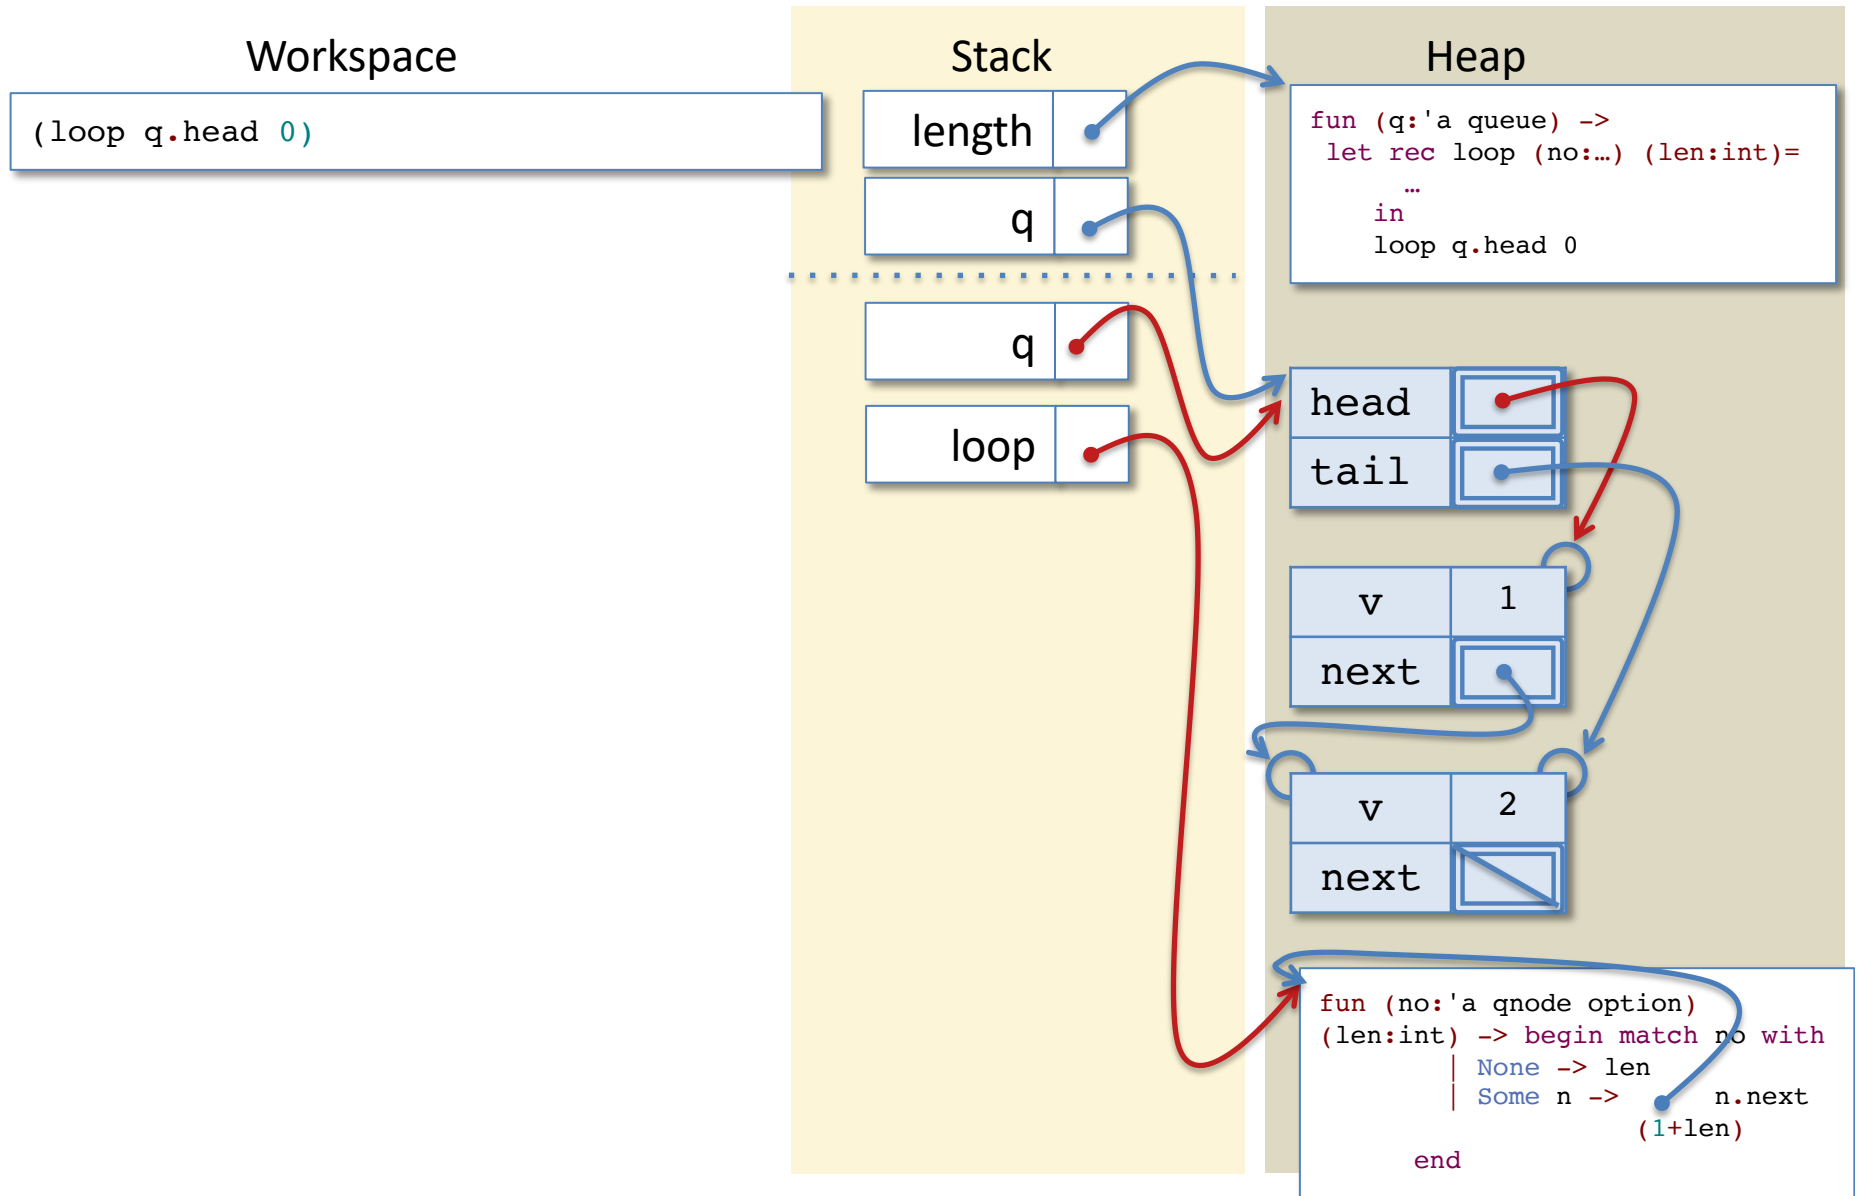 Workspace
(loop q.head 0)
Stack
length
q
q
loop
Heap
fun (q:'a queue) ->
let rec loop (no:…) (len:int)=
…
in
loop q.head 0
head
tail
v 1
next
v 2
next
fun (no:'a qnode option)
(len:int) -> begin match no with
| None -> len
| Some n -> n.next
(1+len)
end